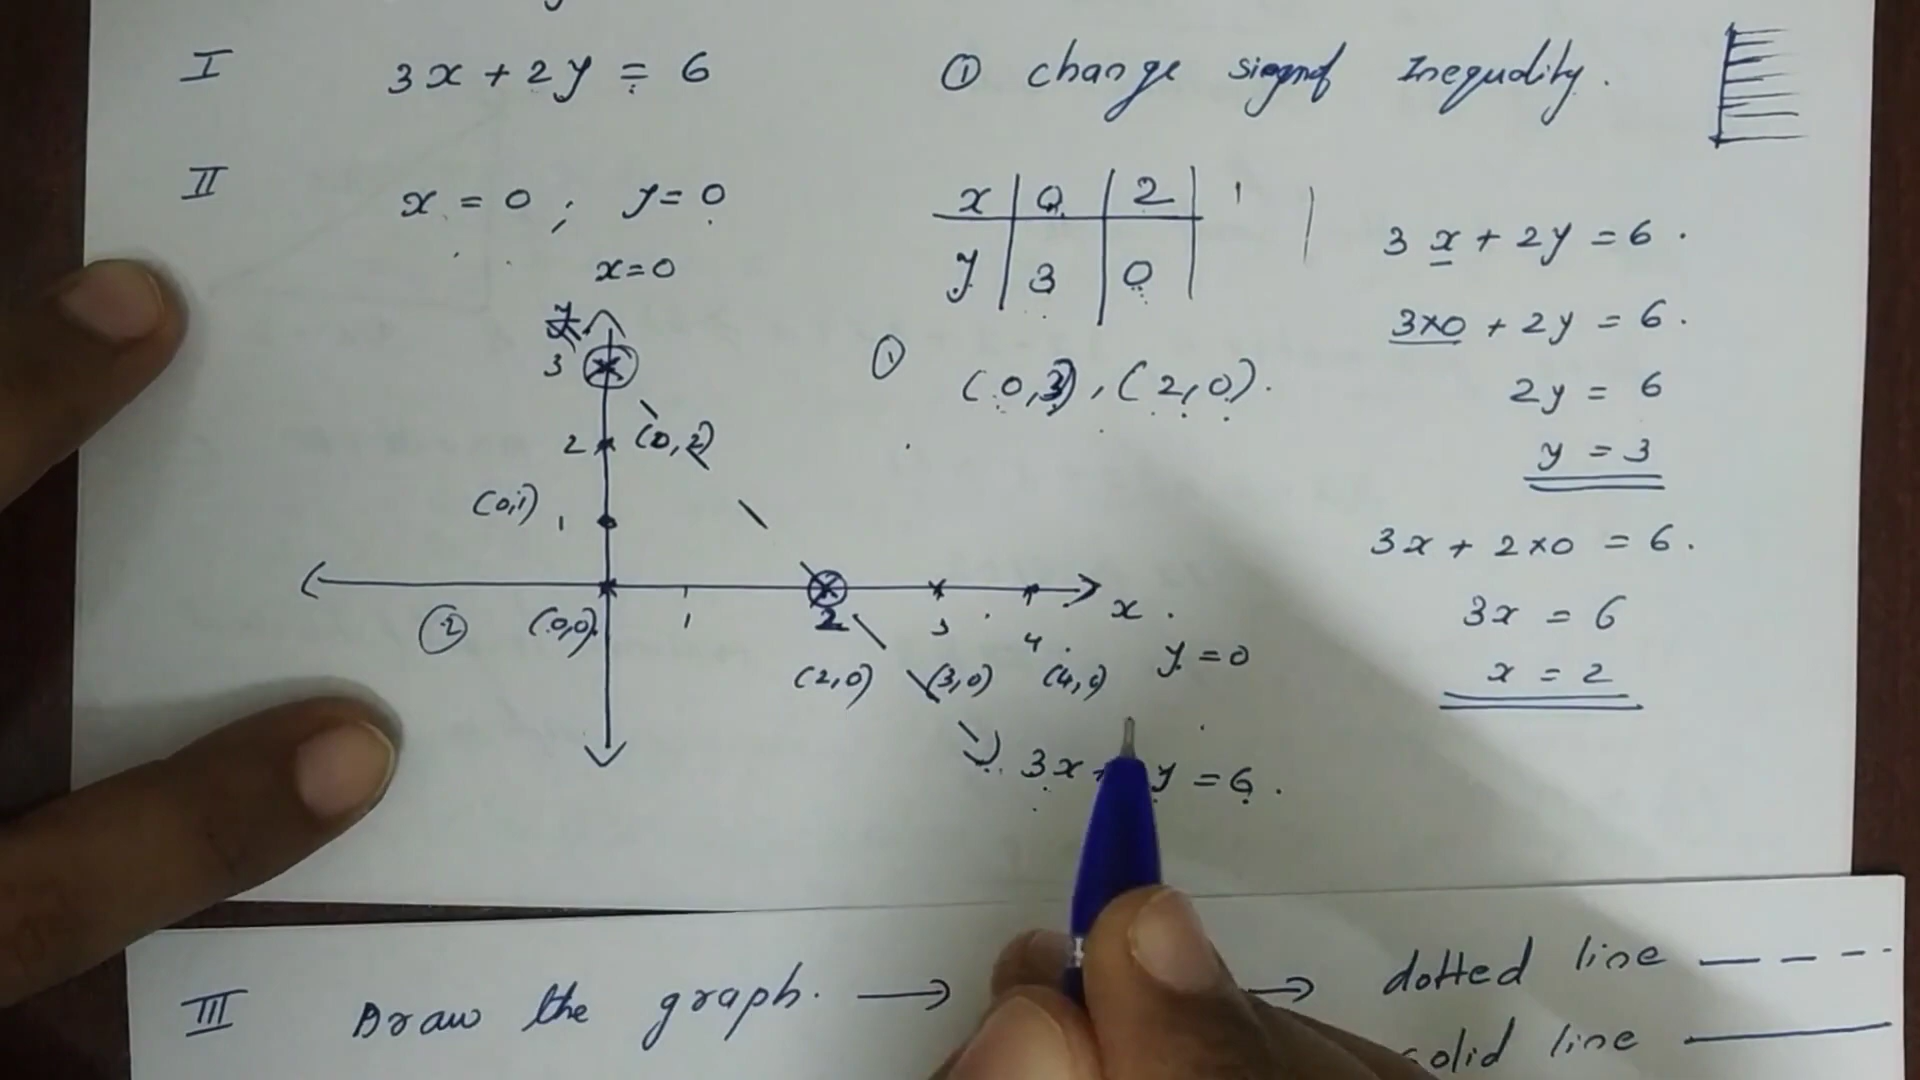 I 3x + 2y = 6 ① change sign of Inequality.
II x = 0 ; y = 0
x | 0 | 2
y | 3 | 0
x=0
y
3
① (0,3), (2,0).
2 (0,2)
(0,1) 1
② (0,0) 1 2 3 4 x
(2,0) (3,0) (4,0) y = 0
3x y = 6.
3x + 2y = 6.
3×0 + 2y = 6.
2y = 6
y = 3
3x + 2×0 = 6.
3x = 6
x = 2
III Draw the graph. → → dotted line
solid line